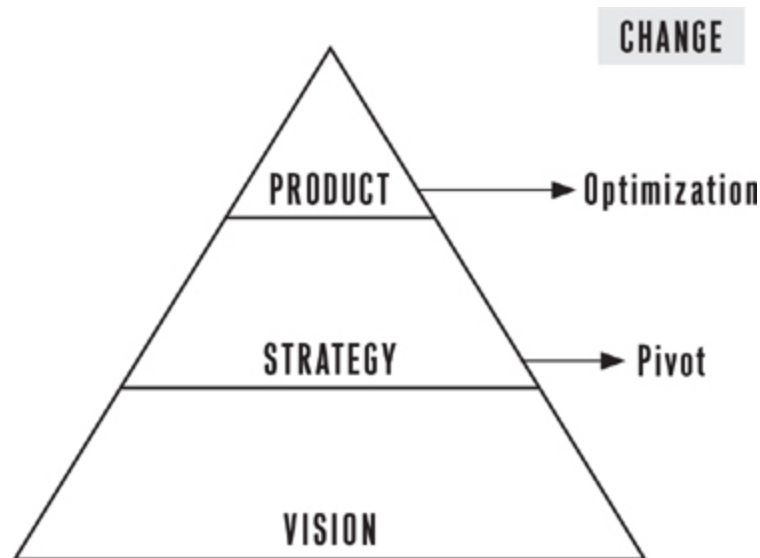 CHANGE
PRODUCT
Optimization
STRATEGY
Pivot
VISION